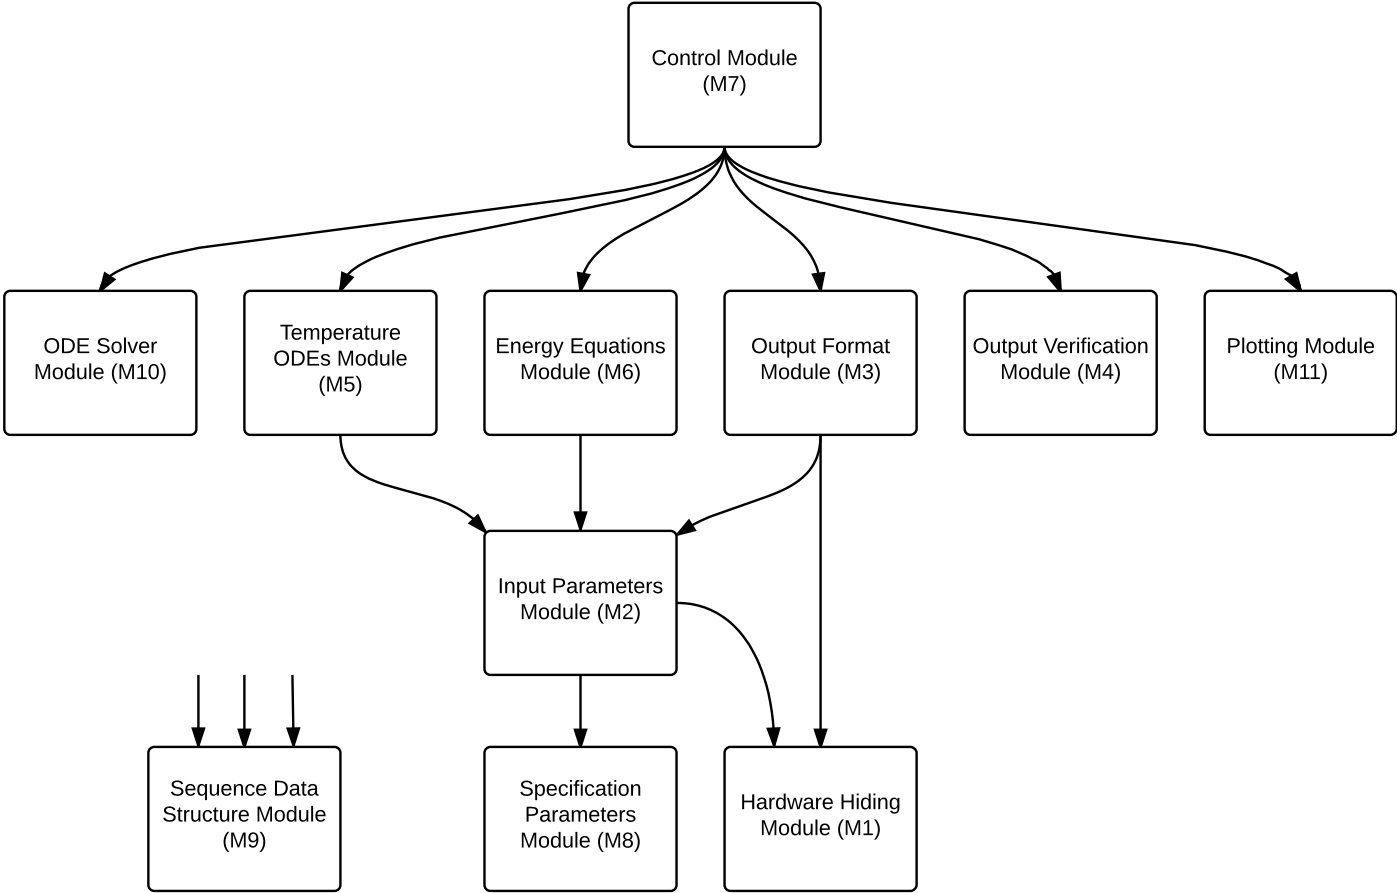 Control Module
(M7)
ODE Solver
Module (M10)
Temperature
ODEs Module
(M5)
Energy Equations
Module (M6)
Output Format
Module (M3)
Output Verification
Module (M4)
Plotting Module
(M11)
Input Parameters
Module (M2)
Sequence Data
Structure Module
(M9)
Specification
Parameters
Module (M8)
Hardware Hiding
Module (M1)